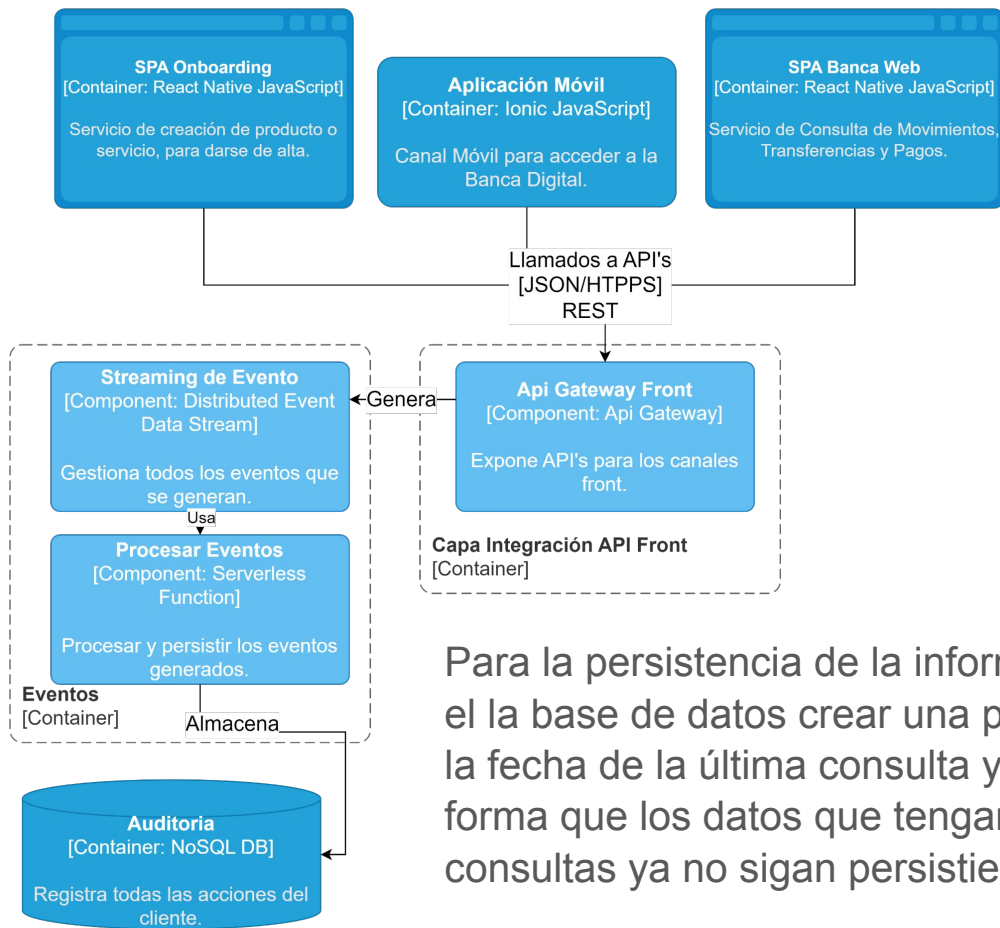 SPA Onboarding
[Container: React Native JavaScript]
Servicio de creación de producto o
servicio, para darse de alta.
Aplicación Móvil
[Container: Ionic JavaScript]
Canal Móvil para acceder a la
Banca Digital.
SPA Banca Web
[Container: React Native JavaScript]
Servicio de Consulta de Movimientos,
Transferencias y Pagos.
Llamados a API's
[JSON/HTPPS]
REST
Streaming de Evento
[Component: Distributed Event
Data Stream]
Gestiona todos los eventos que
se generan.
Genera
Api Gateway Front
[Component: Api Gateway]
Expone API's para los canales
front.
Capa Integración API Front
[Container]
Usa
Procesar Eventos
[Component: Serverless
Function]
Procesar y persistir los eventos
generados.
Eventos
[Container]
Almacena
Auditoria
[Container: NoSQL DB]
Registra todas las acciones del
cliente.
Para la persistencia de la infor
el la base de datos crear una p
la fecha de la última consulta y
forma que los datos que tengar
consultas ya no sigan persistie